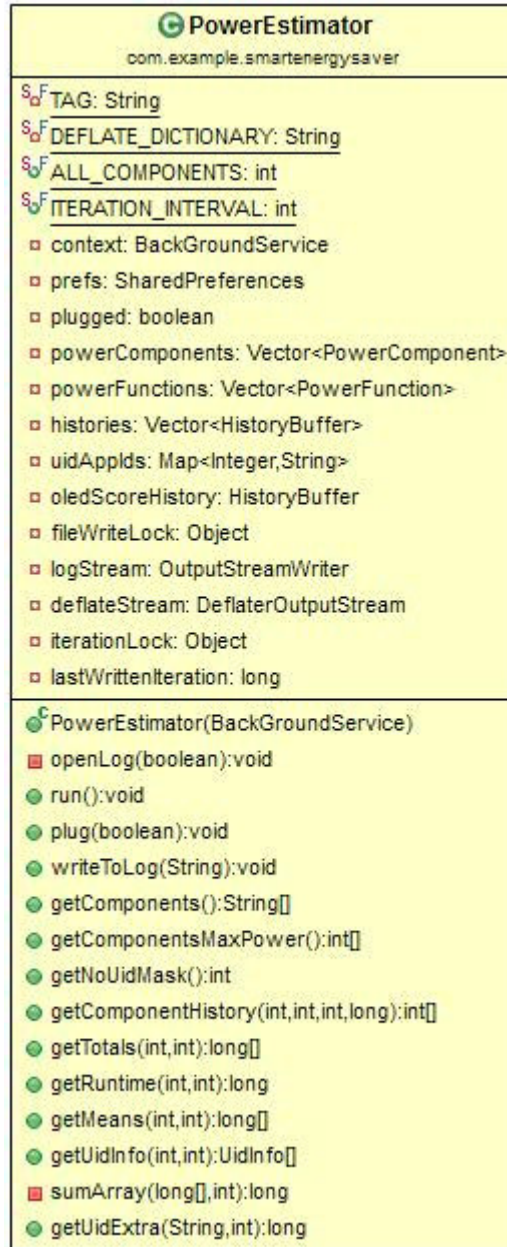 C PowerEstimator
com.example.smartenergysaver
S F TAG: String
S F DEFLATE_DICTIONARY: String
S F ALL_COMPONENTS: int
S F ITERATION_INTERVAL: int
context: BackGroundService
prefs: SharedPreferences
plugged: boolean
powerComponents: Vector<PowerComponent>
powerFunctions: Vector<PowerFunction>
histories: Vector<HistoryBuffer>
uidAppIds: Map<Integer,String>
oledScoreHistory: HistoryBuffer
fileWriteLock: Object
logStream: OutputStreamWriter
deflateStream: DeflaterOutputStream
iterationLock: Object
lastWrittenIteration: long
C PowerEstimator(BackGroundService)
openLog(boolean):void
run():void
plug(boolean):void
writeToLog(String):void
getComponents():String[]
getComponentsMaxPower():int[]
getNoUidMask():int
getComponentHistory(int,int,int,long):int[]
getTotals(int,int):long[]
getRuntime(int,int):long
getMeans(int,int):long[]
getUidInfo(int,int):UidInfo[]
sumArray(long[],int):long
getUidExtra(String,int):long